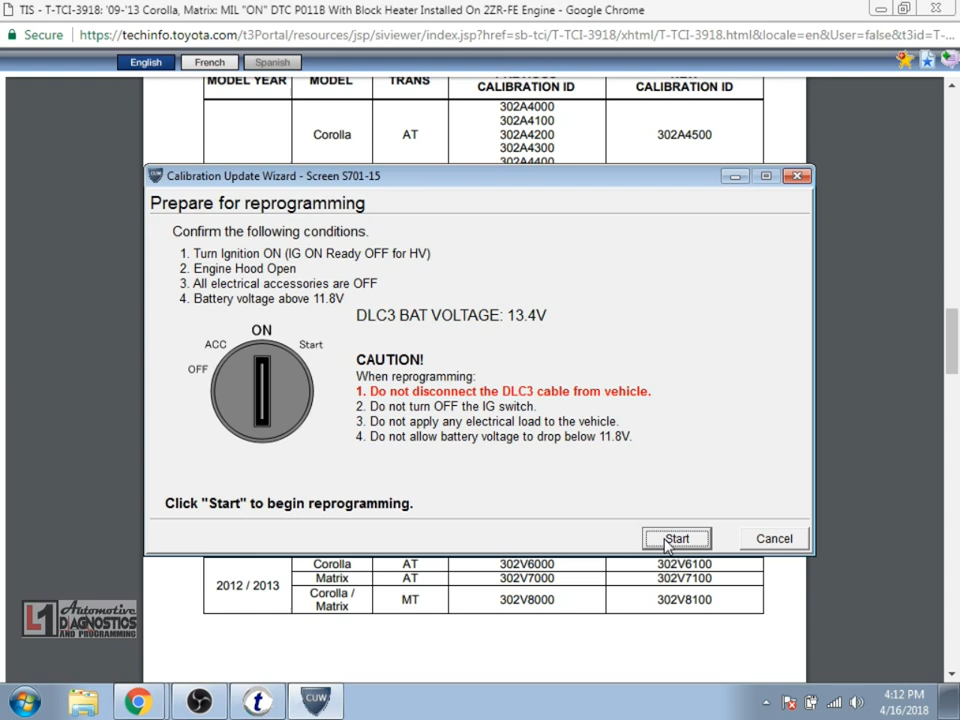 TIS - T-TCI-3918: '09-'13 Corolla, Matrix: MIL "ON" DTC P011B With Block Heater Installed On 2ZR-FE Engine - Google Chrome
Secure | https://techinfo.toyota.com/t3Portal/resources/jsp/siviewer/index.jsp?href=sb-tci/T-TCI-3918/xhtml/T-TCI-3918.html&locale=en&User=false&t3id=T-...
English French Spanish
MODEL YEAR MODEL TRANS CALIBRATION ID CALIBRATION ID
302A4000
302A4100
Corolla AT 302A4200 302A4500
302A4300
302A4400
CUW Calibration Update Wizard - Screen S701-15
Prepare for reprogramming
Confirm the following conditions.
1. Turn Ignition ON (IG ON Ready OFF for HV)
2. Engine Hood Open
3. All electrical accessories are OFF
4. Battery voltage above 11.8V
DLC3 BAT VOLTAGE: 13.4V
ON
ACC Start
OFF
CAUTION!
When reprogramming:
1. Do not disconnect the DLC3 cable from vehicle.
2. Do not turn OFF the IG switch.
3. Do not apply any electrical load to the vehicle.
4. Do not allow battery voltage to drop below 11.8V.
Click "Start" to begin reprogramming.
Start Cancel
Corolla AT 302V6000 302V6100
2012 / 2013 Matrix AT 302V7000 302V7100
Corolla / Matrix MT 302V8000 302V8100
L1 Automotive
DIAGNOSTICS
AND PROGRAMMING
t CUW
4:12 PM
4/16/2018